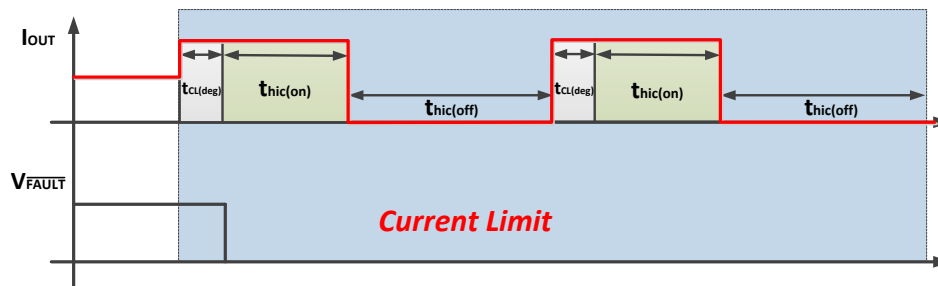 IOUT
tCL(deg)
thic(on)
thic(off)
tCL(deg)
thic(on)
thic(off)
VFAULT
Current Limit